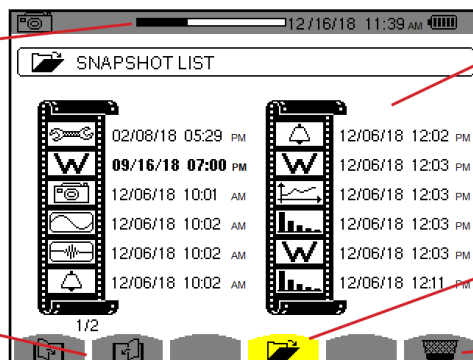 12/16/18 11:39 AM
SNAPSHOT LIST
02/08/18 05:29 PM
W 09/16/18 07:00 PM
12/06/18 10:01 AM
12/06/18 10:02 AM
12/06/18 10:02 AM
12/06/18 10:02 AM
12/06/18 12:02 PM
W 12/06/18 12:03 PM
12/06/18 12:03 PM
12/06/18 12:03 PM
W 12/06/18 12:03 PM
12/06/18 12:11 PM
1/2